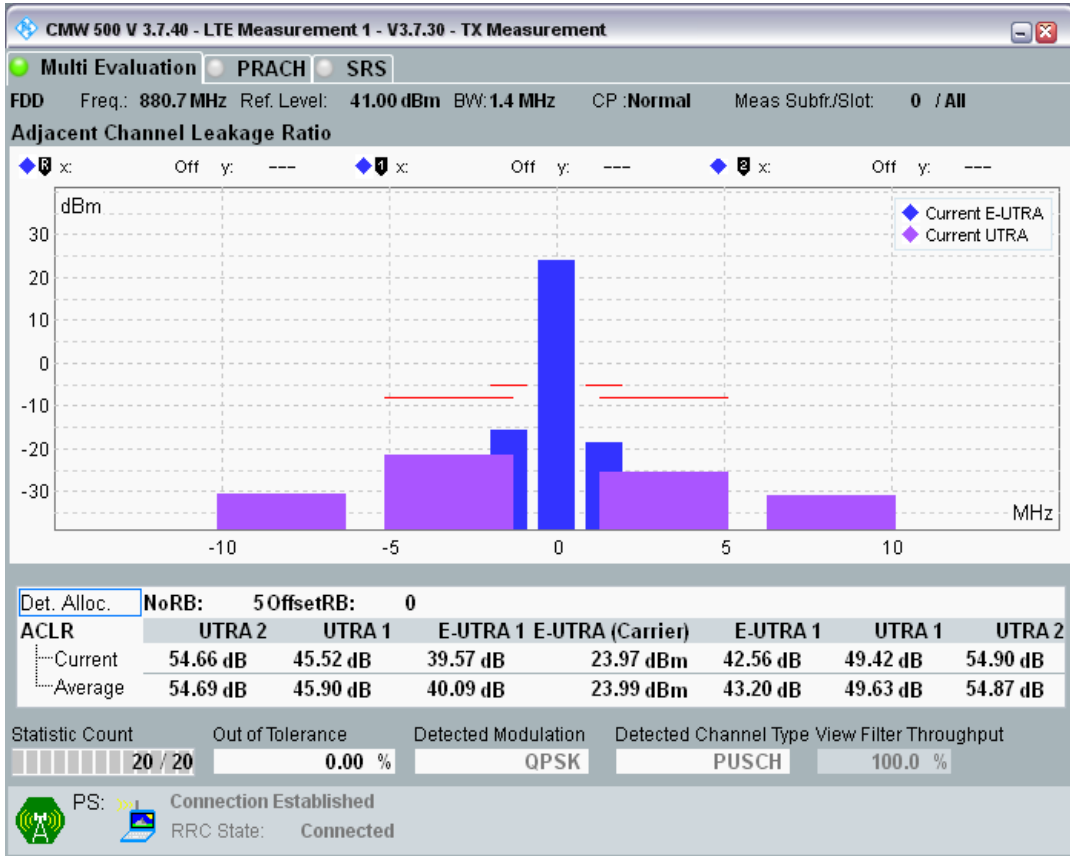 CMW 500 V 3.7.40 - LTE Measurement 1 - V3.7.30 - TX Measurement
Multi Evaluation PRACH SRS
FDD Freq.: 880.7 MHz Ref. Level: 41.00 dBm BW: 1.4 MHz CP :Normal Meas Subfr./Slot: 0 / All
Adjacent Channel Leakage Ratio
R x: Off y: --- 1 x: Off y: --- 2 x: Off y: ---
dBm
Current E-UTRA
Current UTRA
30
20
10
0
-10
-20
-30
MHz
-10 -5 0 5 10
Det. Alloc. NoRB: 5 OffsetRB: 0
ACLR UTRA 2 UTRA 1 E-UTRA 1 E-UTRA (Carrier) E-UTRA 1 UTRA 1 UTRA 2
Current 54.66 dB 45.52 dB 39.57 dB 23.97 dBm 42.56 dB 49.42 dB 54.90 dB
Average 54.69 dB 45.90 dB 40.09 dB 23.99 dBm 43.20 dB 49.63 dB 54.87 dB
Statistic Count Out of Tolerance Detected Modulation Detected Channel Type View Filter Throughput
20 / 20 0.00 % QPSK PUSCH 100.0 %
PS: Connection Established
RRC State: Connected